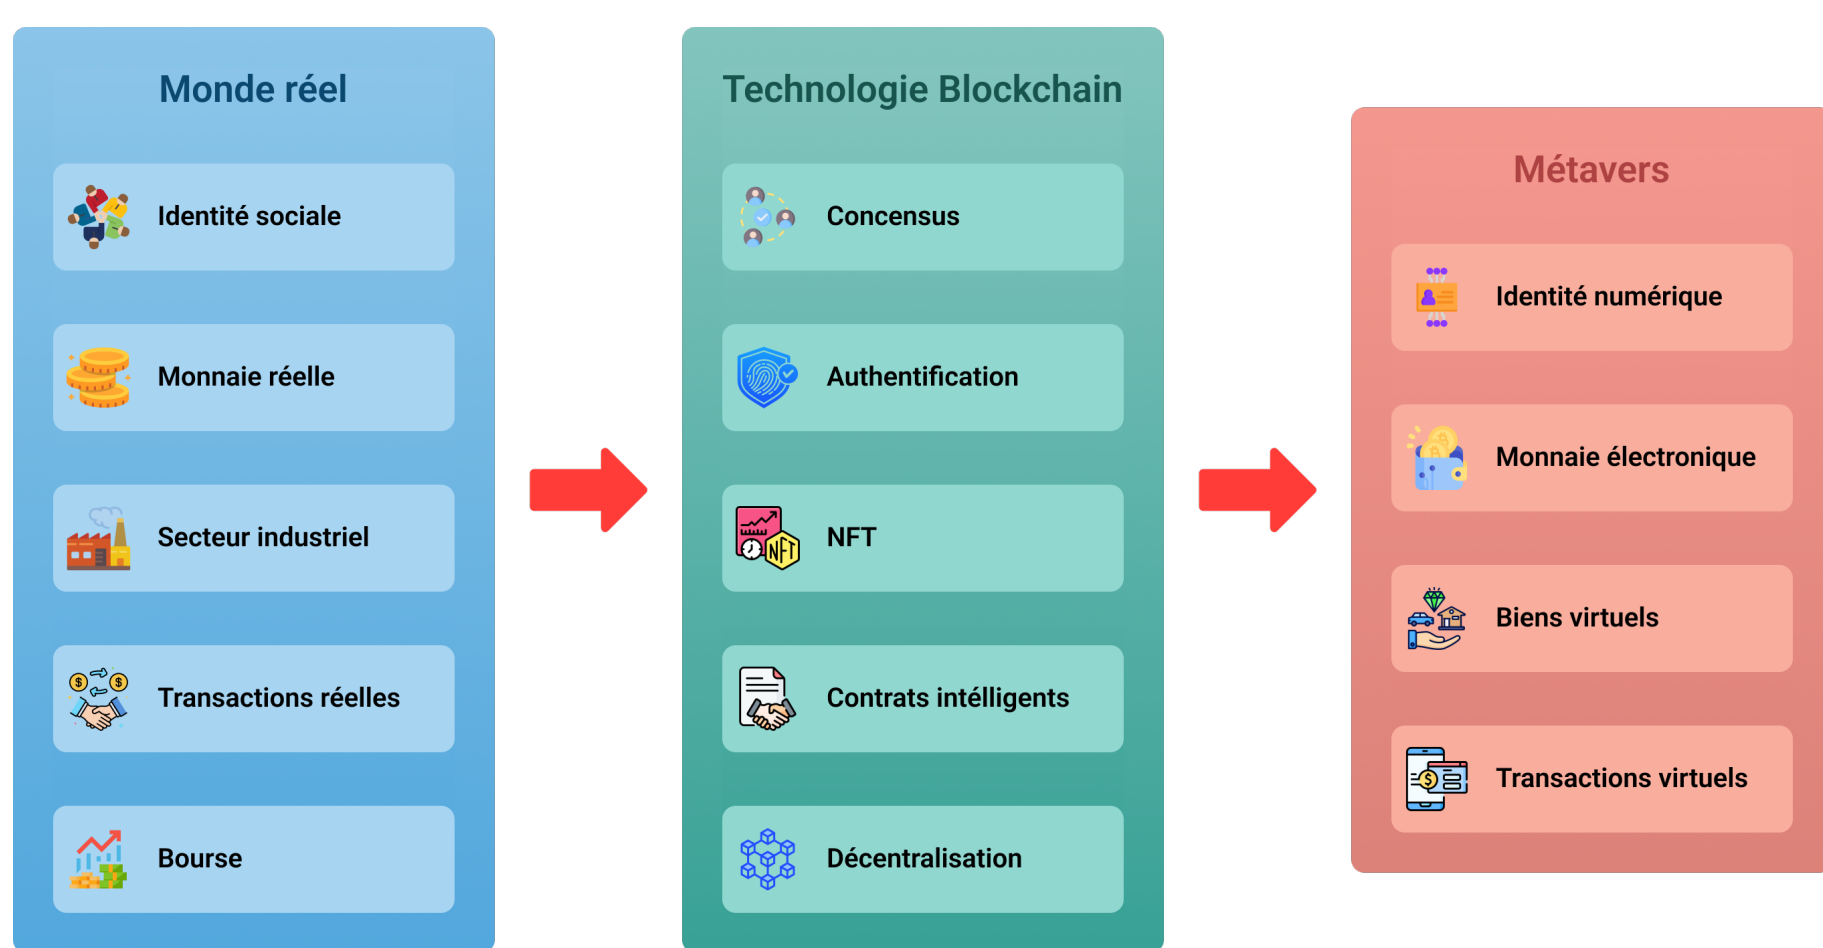 Monde réel
Identité sociale
Monnaie réelle
Secteur industriel
Transactions réelles
$ $
Bourse
Technologie Blockchain
Concensus
Authentification
NFT
NFT
Contrats intélligents
Décentralisation
Métavers
Identité numérique
Monnaie électronique
Biens virtuels
$
Transactions virtuels